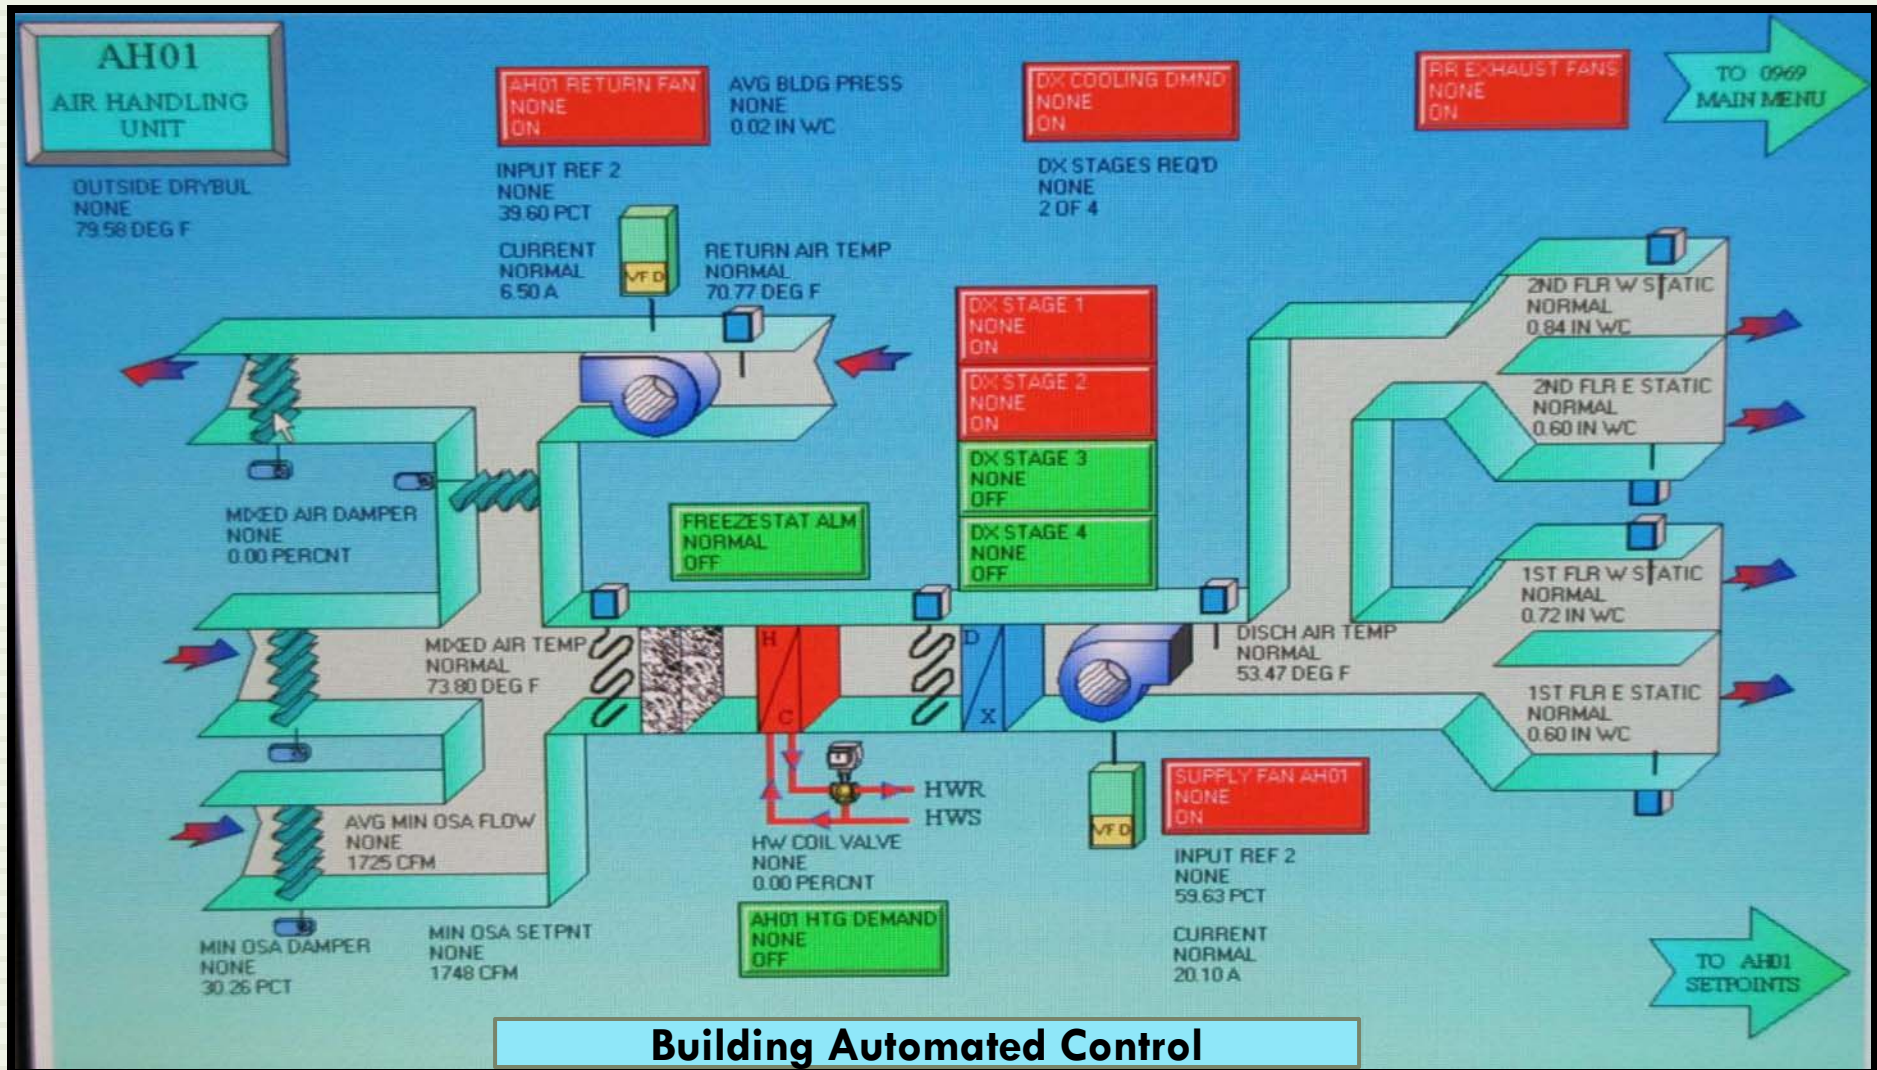 AH01
AIR HANDLING
UNIT
OUTSIDE DRYBUL
NONE
79.58 DEG F
AH01 RETURN FAN
NONE
ON
AVG BLDG PRESS
NONE
0.02 IN WC
DX COOLING DMND
NONE
ON
RR EXHAUST FANS
NONE
ON
TO 0969
MAIN MENU
INPUT REF 2
NONE
39.60 PCT
DX STAGES REQ'D
NONE
2 OF 4
CURRENT
NORMAL
6.50 A
VFD
RETURN AIR TEMP
NORMAL
70.77 DEG F
DX STAGE 1
NONE
ON
DX STAGE 2
NONE
ON
DX STAGE 3
NONE
OFF
DX STAGE 4
NONE
OFF
2ND FLR W STATIC
NORMAL
0.84 IN WC
2ND FLR E STATIC
NORMAL
0.60 IN WC
MIXED AIR DAMPER
NONE
0.00 PERCNT
FREEZESTAT ALM
NORMAL
OFF
1ST FLR W STATIC
NORMAL
0.72 IN WC
MIXED AIR TEMP
NORMAL
73.80 DEG F
H
C
D
X
DISCH AIR TEMP
NORMAL
53.47 DEG F
1ST FLR E STATIC
NORMAL
0.60 IN WC
AVG MIN OSA FLOW
NONE
1725 CFM
HWR
HWS
HW COIL VALVE
NONE
0.00 PERCNT
VFD
SUPPLY FAN AH01
NONE
ON
INPUT REF 2
NONE
59.63 PCT
MIN OSA DAMPER
NONE
30.26 PCT
MIN OSA SETPNT
NONE
1748 CFM
AH01 HTG DEMAND
NONE
OFF
CURRENT
NORMAL
20.10 A
TO AH01
SETPOINTS
Building Automated Control